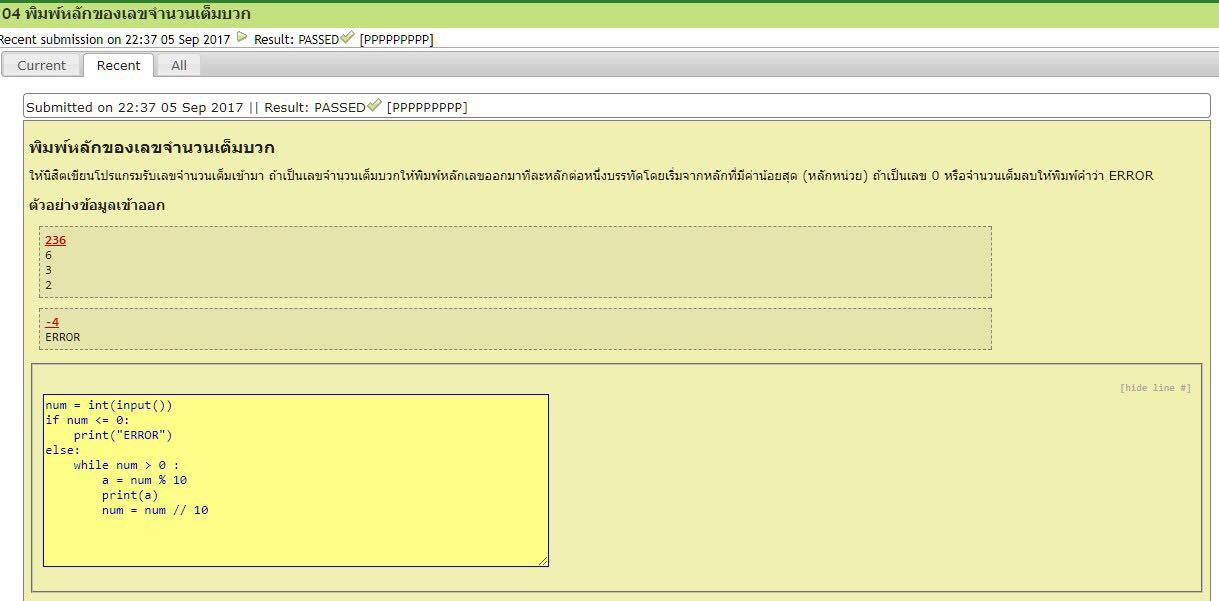 04 พิมพ์หลักของเลขจำนวนเต็มบวก
Recent submission on 22:37 05 Sep 2017 Result: PASSED [PPPPPPPPP]
Current Recent All
Submitted on 22:37 05 Sep 2017 || Result: PASSED [PPPPPPPPP]
พิมพ์หลักของเลขจำนวนเต็มบวก
ให้นิสิตเขียนโปรแกรมรับเลขจำนวนเต็มเข้ามา ถ้าเป็นเลขจำนวนเต็มบวกให้พิมพ์หลักเลขออกมาทีละหลักต่อหนึ่งบรรทัดโดยเริ่มจากหลักที่มีค่าน้อยสุด (หลักหน่วย) ถ้าเป็นเลข 0 หรือจำนวนเต็มลบให้พิมพ์คำว่า ERROR
ตัวอย่างข้อมูลเข้าออก
236
6
3
2
-4
ERROR
[hide line #]
num = int(input())
if num <= 0:
    print("ERROR")
else:
    while num > 0 :
        a = num % 10
        print(a)
        num = num // 10